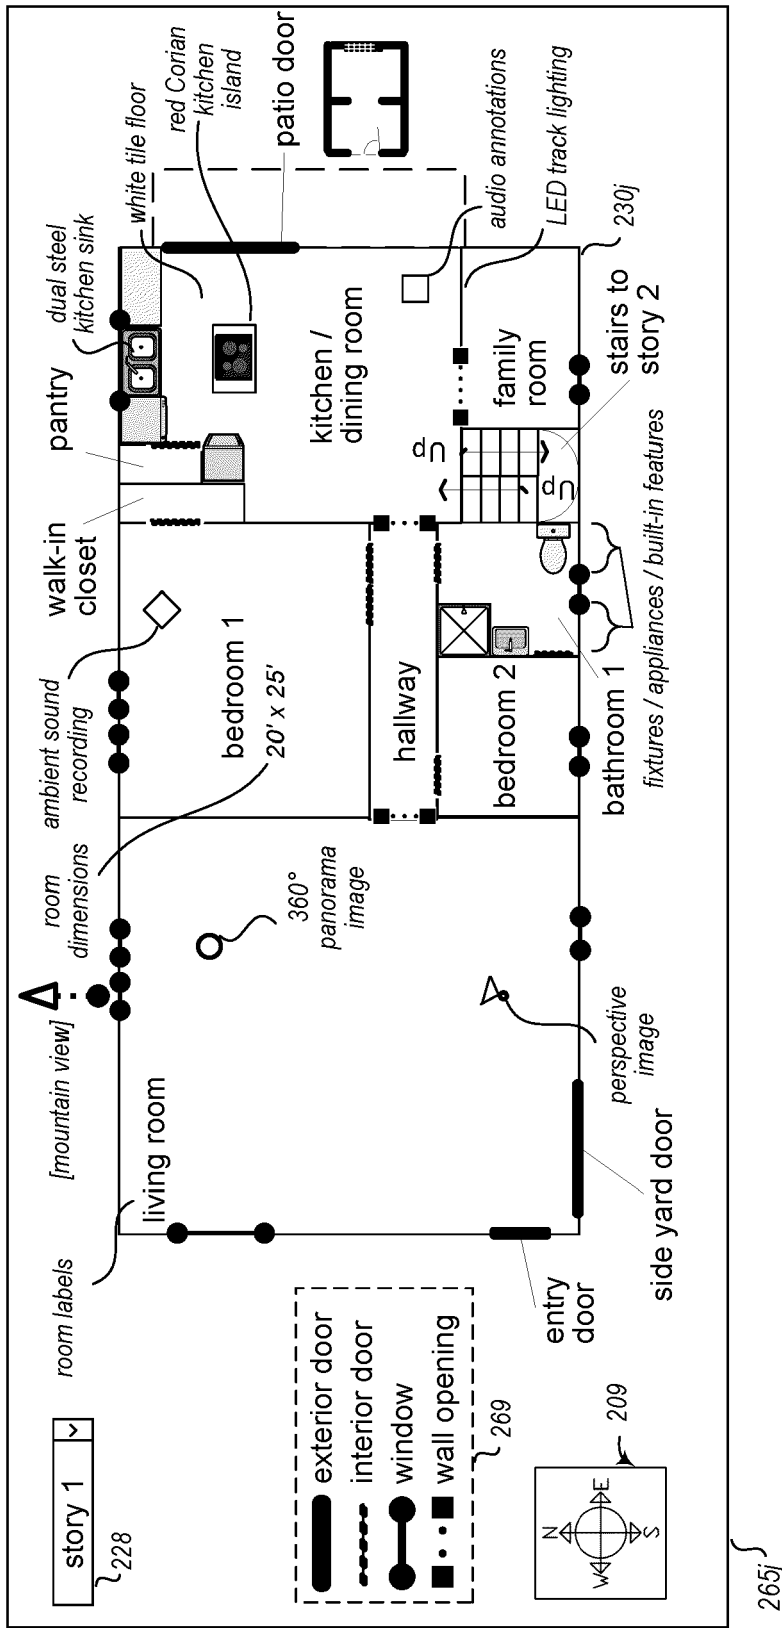 [mountain view]
room
dimensions
ambient sound
recording
walk-in
closet
pantry
dual steel
kitchen sink
white tile floor
red Corian
kitchen
island
patio door
story 1
228
room labels
living room
360°
panorama
image
bedroom 1
20' x 25'
kitchen /
dining room
audio annotations
LED track lighting
hallway
Up
Up
family
room
230j
exterior door
interior door
window
wall opening
269
entry
door
side yard door
perspective
image
bedroom 2
bathroom 1
fixtures / appliances / built-in features
stairs to
story 2
N
W
E
S
209
265j